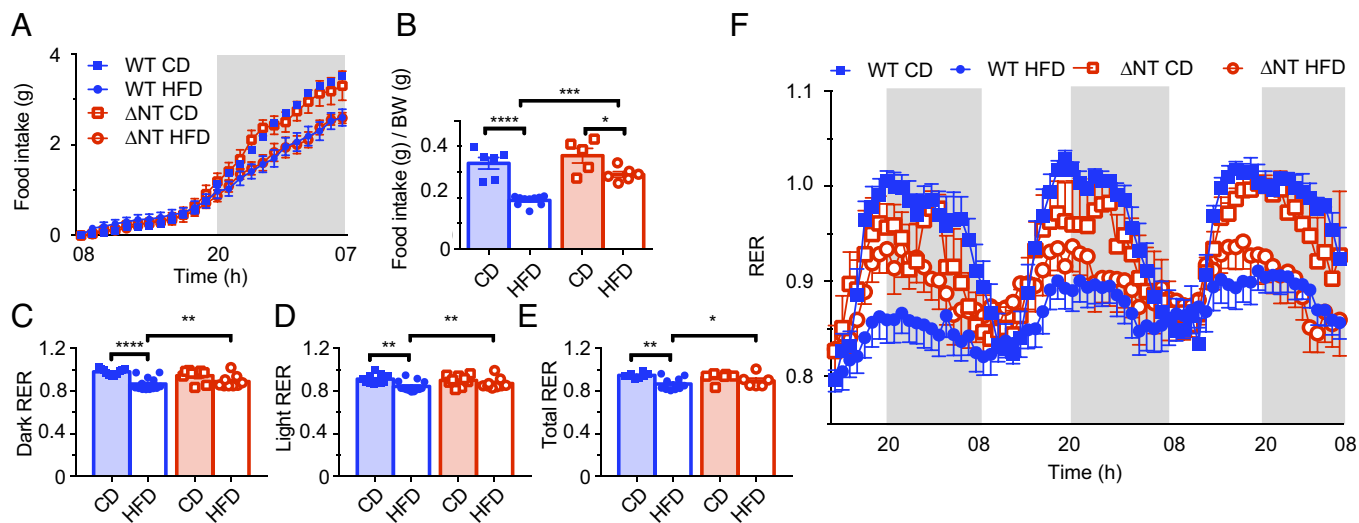 A
Food intake (g)
4
2
0
WT CD
WT HFD
ΔNT CD
ΔNT HFD
08
20
07
Time (h)
B
Food intake (g) / BW (g)
0.4
0.2
0
****
***
*
CD
HFD
CD
HFD
C
Dark RER
1.2
0.8
0.4
0
****
**
CD
HFD
CD
HFD
D
Light RER
1.2
0.8
0.4
0
**
**
CD
HFD
CD
HFD
E
Total RER
1.2
0.8
0.4
0
**
*
CD
HFD
CD
HFD
F
WT CD
WT HFD
ΔNT CD
ΔNT HFD
RER
1.1
1.0
0.9
0.8
20
08
20
08
20
08
Time (h)